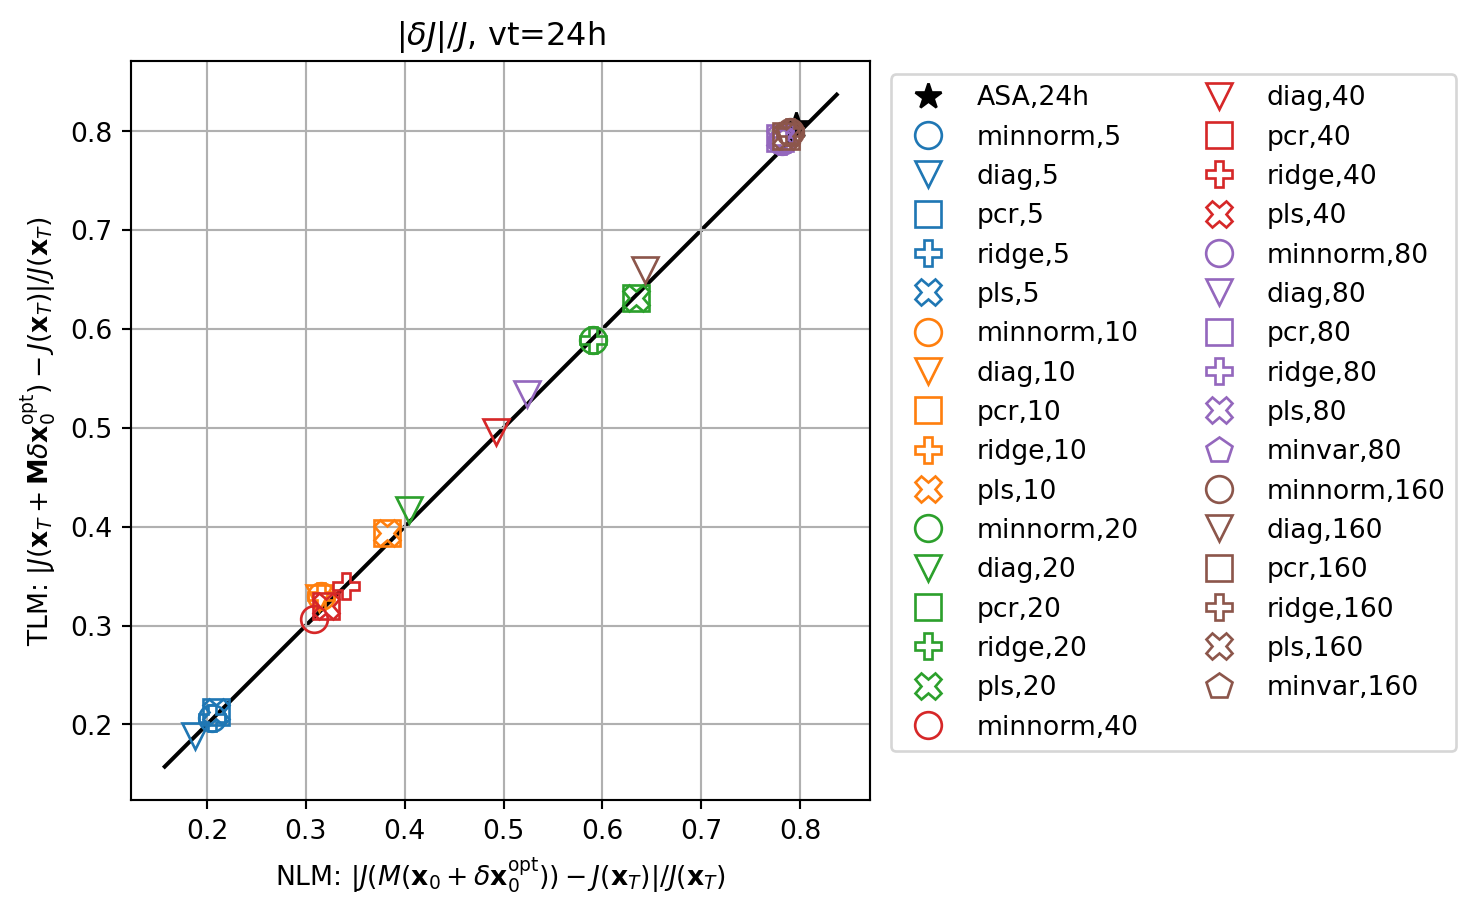 |δJ|/J, vt=24h
TLM: |J(x_T + Mδx_0^opt) − J(x_T)|/J(x_T)
0.8
0.7
0.6
0.5
0.4
0.3
0.2
0.2 0.3 0.4 0.5 0.6 0.7 0.8
NLM: |J(M(x_0 + δx_0^opt)) − J(x_T)|/J(x_T)
ASA,24h
minnorm,5
diag,5
pcr,5
ridge,5
pls,5
minnorm,10
diag,10
pcr,10
ridge,10
pls,10
minnorm,20
diag,20
pcr,20
ridge,20
pls,20
minnorm,40
diag,40
pcr,40
ridge,40
pls,40
minnorm,80
diag,80
pcr,80
ridge,80
pls,80
minvar,80
minnorm,160
diag,160
pcr,160
ridge,160
pls,160
minvar,160